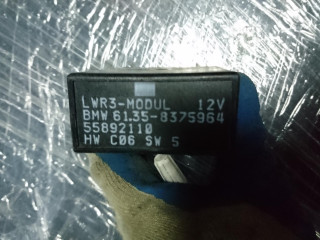 LWR3-MODUL 12V
BMW 61.35-8375964
55892110
HW C06 SW 5